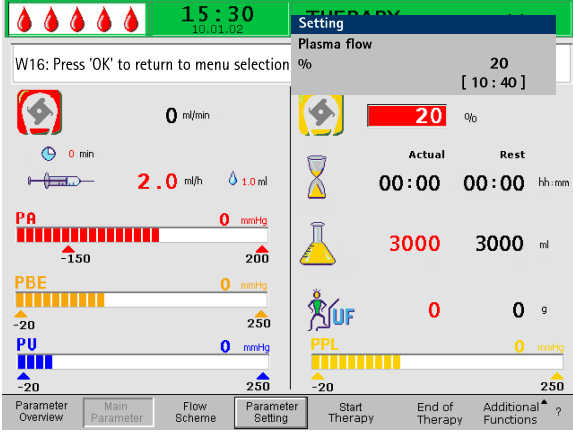 15:30
10.01.02
Setting
Plasma flow
% 20
[ 10 : 40 ]
W16: Press 'OK' to return to menu selection
0 ml/min
20 %
0 min
Actual Rest
2.0 ml/h 1.0 ml
00:00 00:00 hh:mm
PA 0 mmHg
-150 200
3000 3000 ml
PBE 0 mmHg
-20 250
UF 0 0 g
PV 0 mmHg
-20 250
PPL 0 mmHg
-20 250
Parameter Overview
Main Parameter
Flow Scheme
Parameter Setting
Start Therapy
End of Therapy
Additional Functions
?